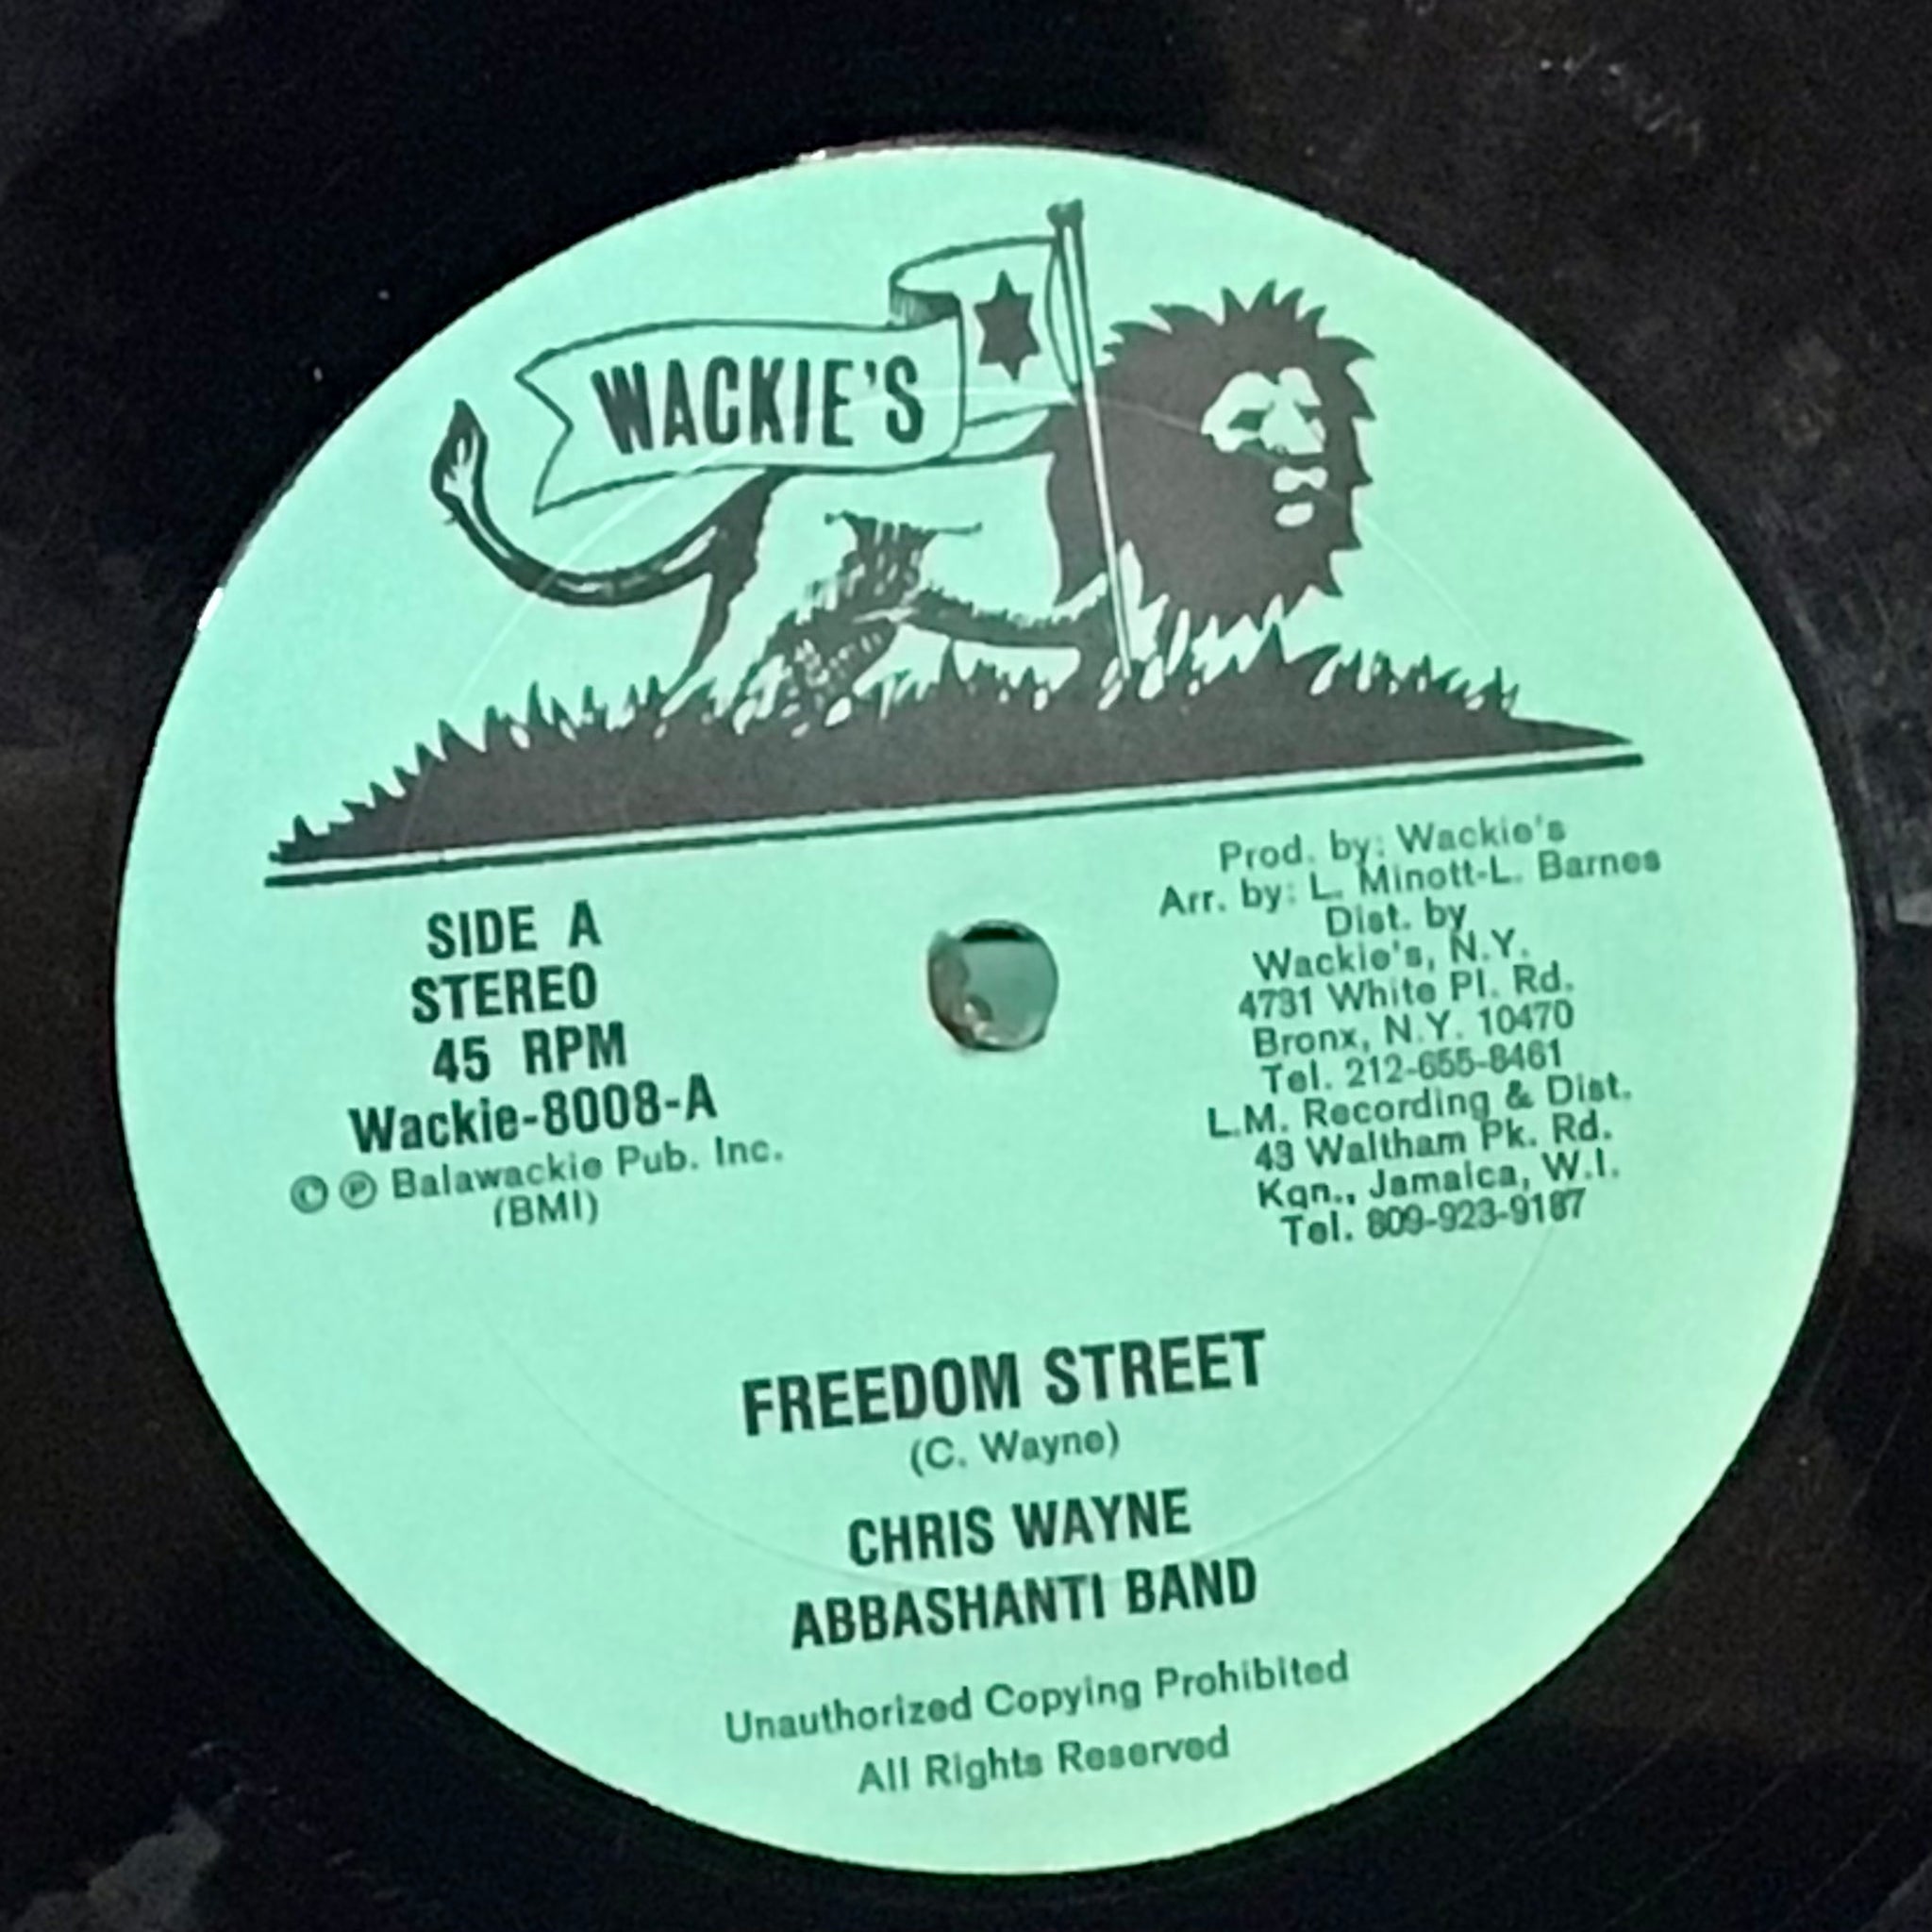 WACKIE'S
SIDE A
STEREO
45 RPM
Wackie-8008-A
© ℗ Balawackie Pub. Inc.
(BMI)
Prod. by: Wackie's
Arr. by: L. Minott-L. Barnes
Dist. by
Wackie's, N.Y.
4731 White Pl. Rd.
Bronx, N.Y. 10470
Tel. 212-655-8461
L.M. Recording & Dist.
43 Waltham Pk. Rd.
Kqn., Jamaica, W.I.
Tel. 809-923-9187
FREEDOM STREET
(C. Wayne)
CHRIS WAYNE
ABBASHANTI BAND
Unauthorized Copying Prohibited
All Rights Reserved